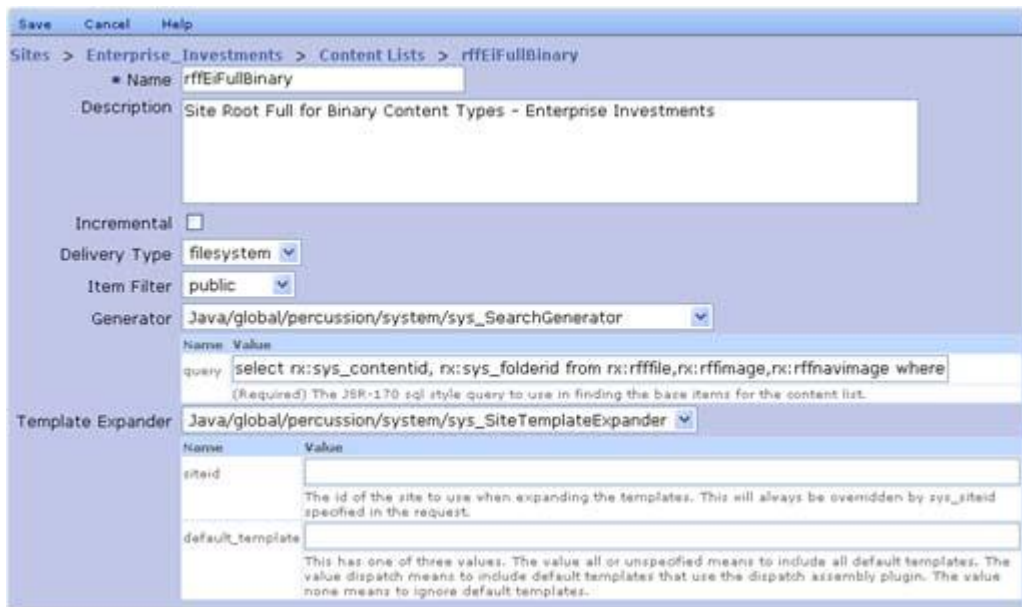 Save Cancel Help
Sites > Enterprise_Investments > Content Lists > rffEiFullBinary
* Name rffEiFullBinary
Description Site Root Full for Binary Content Types - Enterprise Investments
Incremental
Delivery Type filesystem
Item Filter public
Generator Java/global/percussion/system/sys_SearchGenerator
Name Value
query select rx:sys_contentid, rx:sys_folderid from rx:rfffile,rx:rffimage,rx:rffnavimage where
(Required) The JSR-170 sql style query to use in finding the base items for the content list.
Template Expander Java/global/percussion/system/sys_SiteTemplateExpander
Name Value
siteid
The id of the site to use when expanding the templates. This will always be overridden by sys_siteid
specified in the request.
default_template
This has one of three values. The value all or unspecified means to include all default templates. The
value dispatch means to include default templates that use the dispatch assembly plugin. The value
none means to ignore default templates.